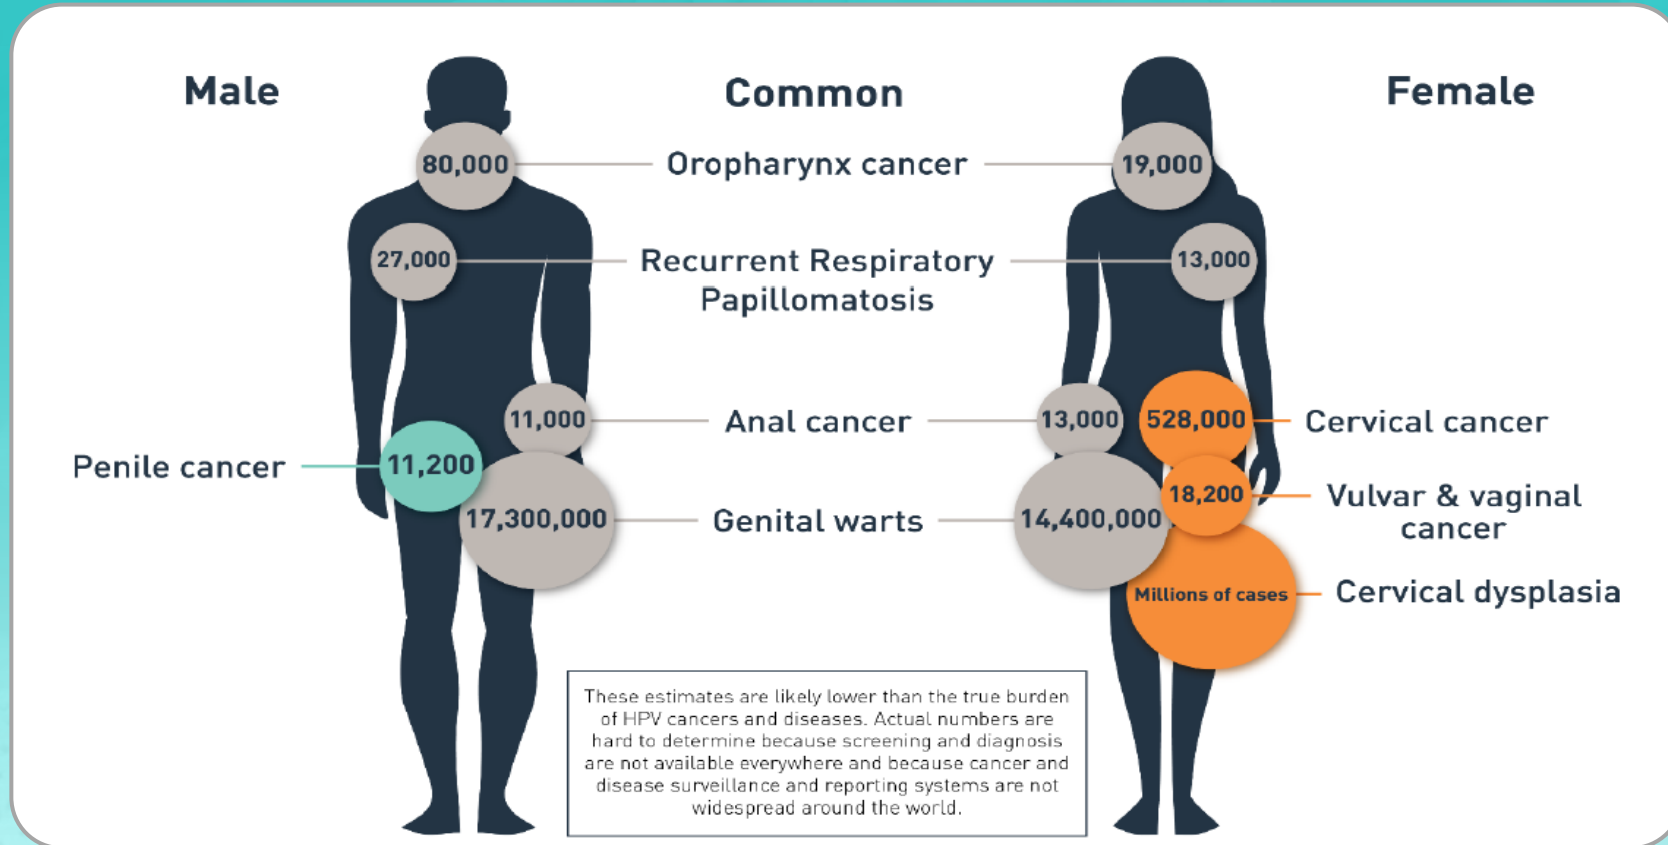 Male
Common
Female
80,000
Oropharynx cancer
19,000
27,000
Recurrent Respiratory
Papillomatosis
13,000
11,000
Anal cancer
13,000
528,000
Cervical cancer
Penile cancer
11,200
17,300,000
Genital warts
14,400,000
18,200
Vulvar & vaginal
cancer
Millions of cases
Cervical dysplasia
These estimates are likely lower than the true burden
of HPV cancers and diseases. Actual numbers are
hard to determine because screening and diagnosis
are not available everywhere and because cancer and
disease surveillance and reporting systems are not
widespread around the world.